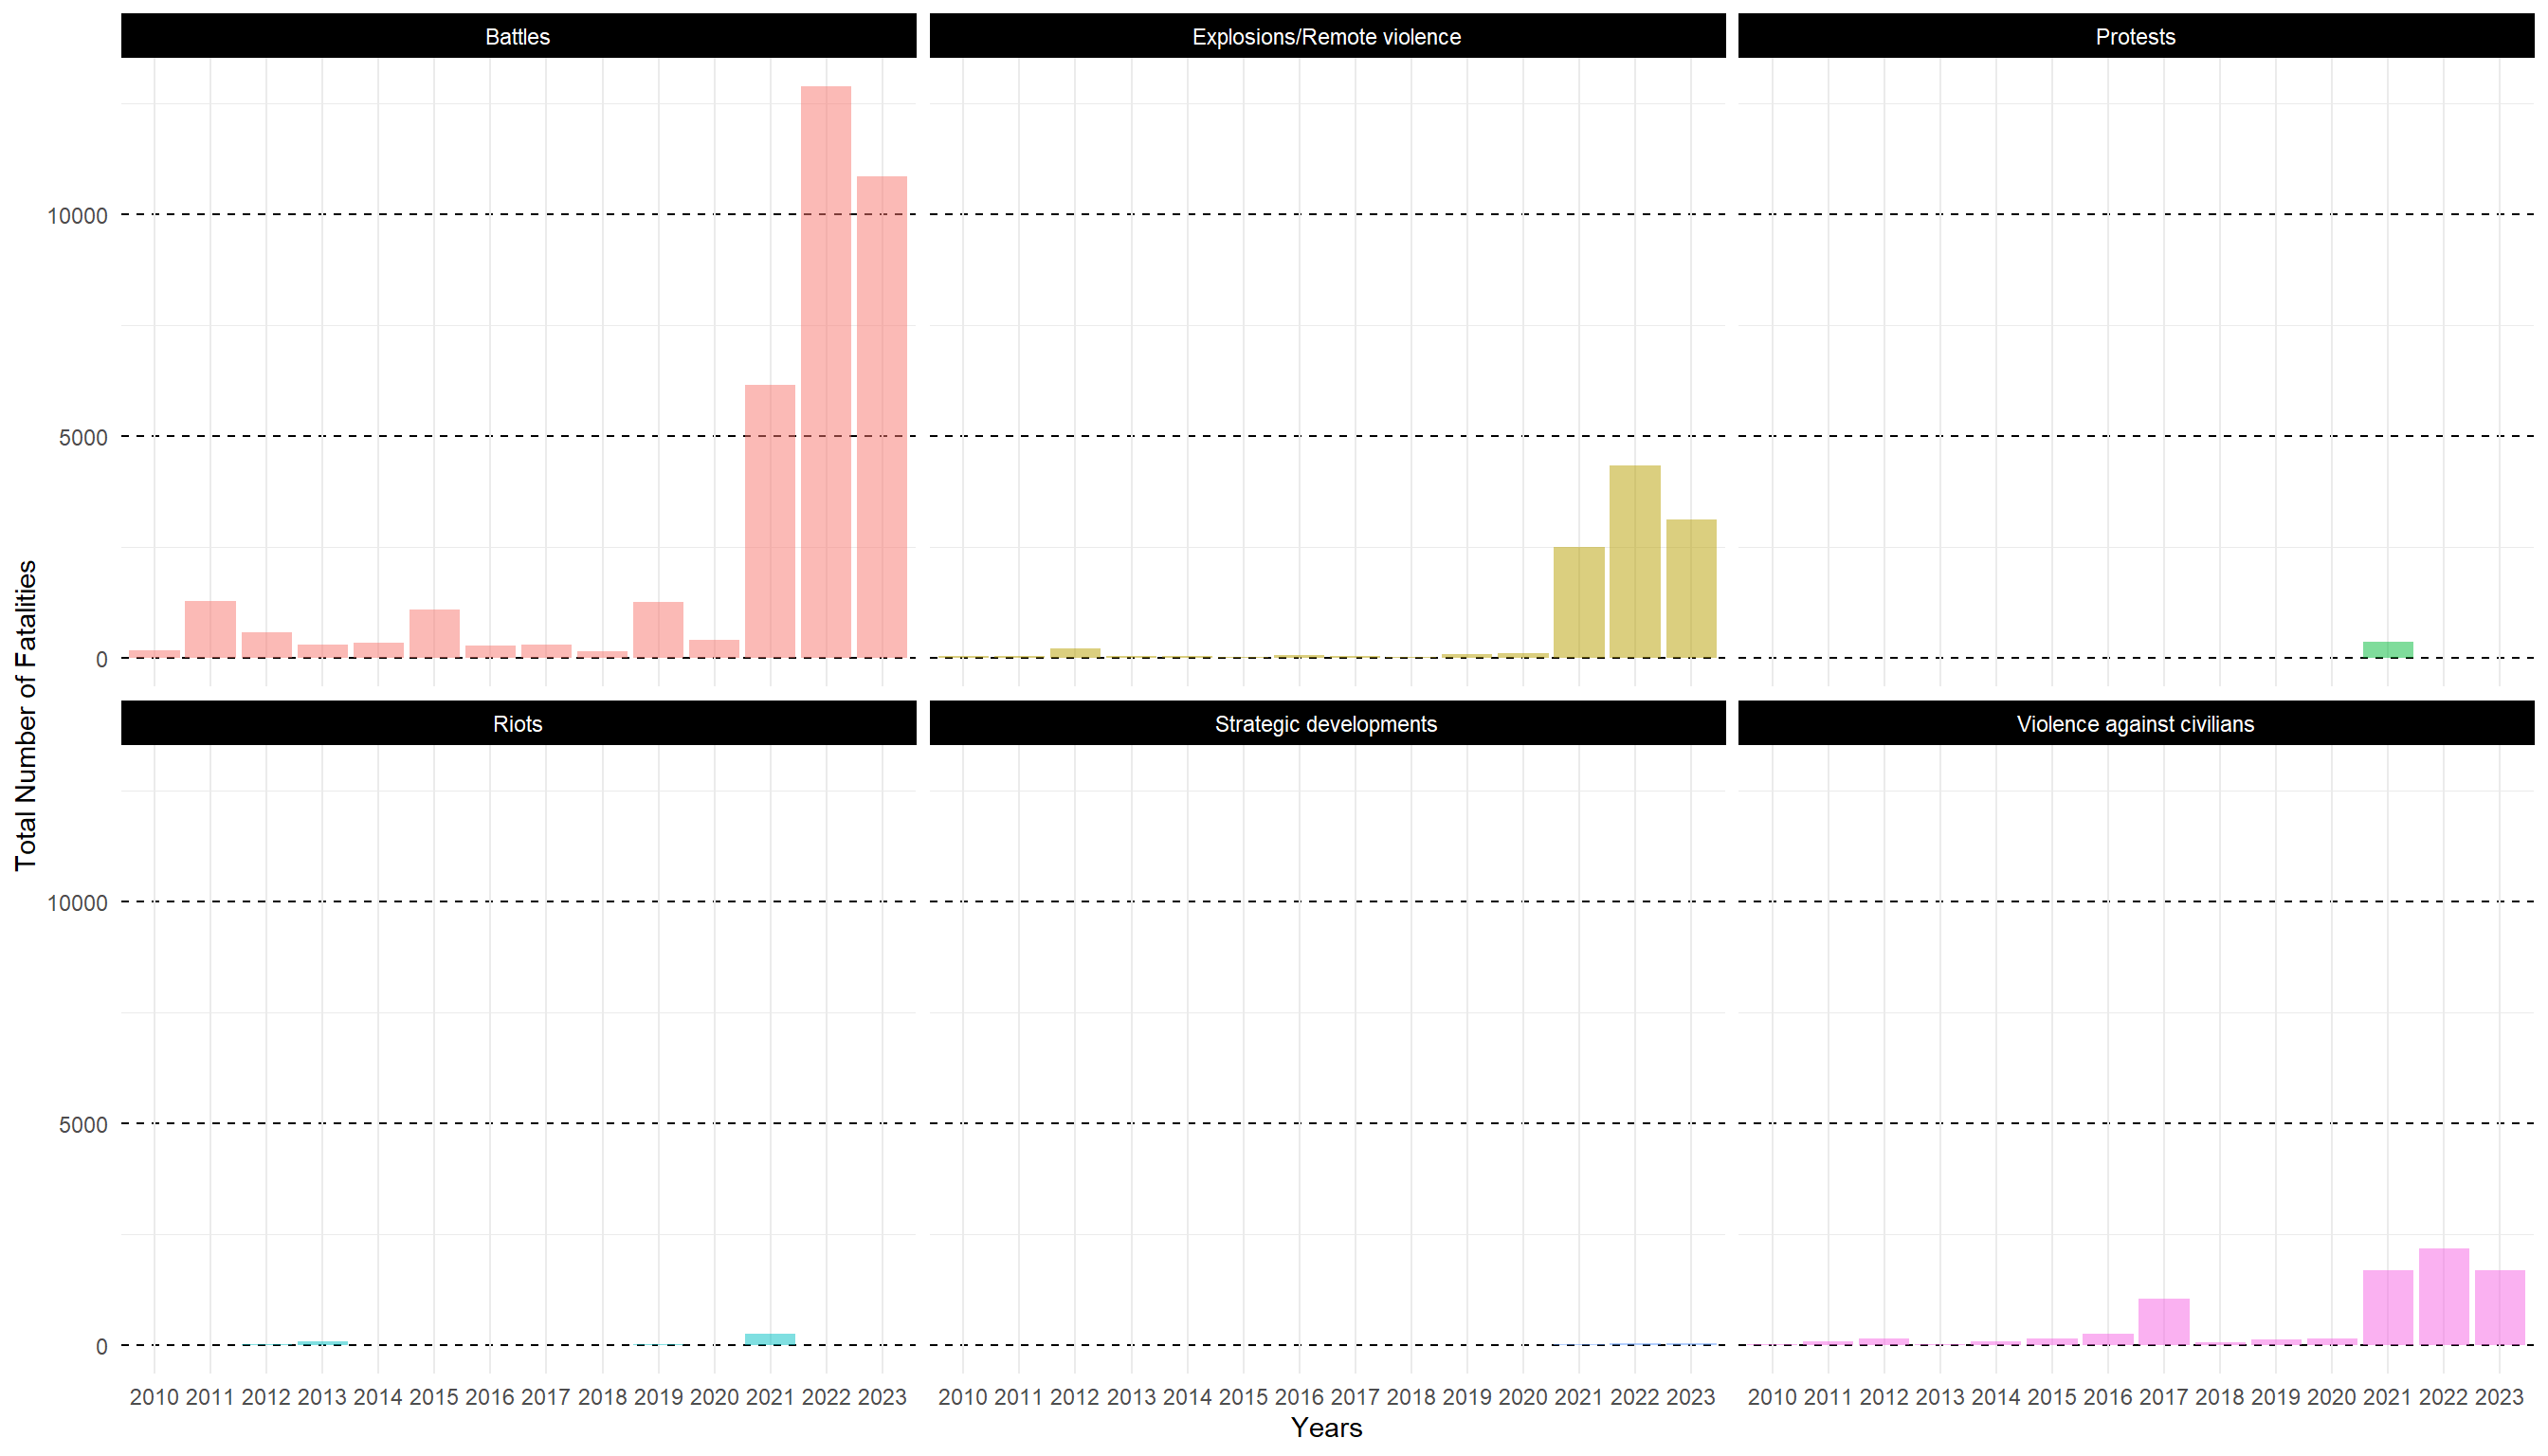 Battles
Explosions/Remote violence
Protests
10000
5000
0
Riots
Strategic developments
Violence against civilians
10000
5000
0
2010 2011 2012 2013 2014 2015 2016 2017 2018 2019 2020 2021 2022 2023
2010 2011 2012 2013 2014 2015 2016 2017 2018 2019 2020 2021 2022 2023
2010 2011 2012 2013 2014 2015 2016 2017 2018 2019 2020 2021 2022 2023
Years
Total Number of Fatalities